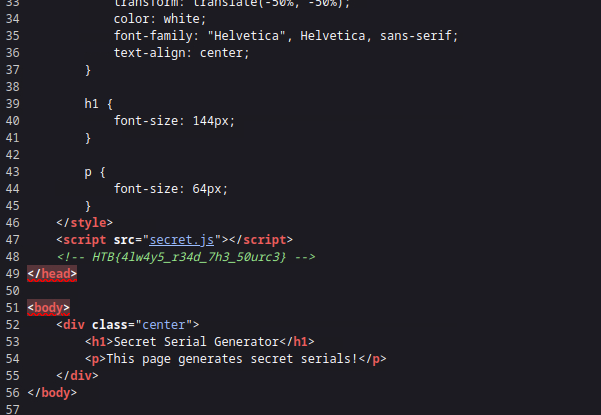 33             transform: translate(-50%, -50%);
34             color: white;
35             font-family: "Helvetica", Helvetica, sans-serif;
36             text-align: center;
37         }
38
39         h1 {
40             font-size: 144px;
41         }
42
43         p {
44             font-size: 64px;
45         }
46     </style>
47     <script src="secret.js"></script>
48     <!-- HTB{4lw4y5_r34d_7h3_50urc3} -->
49 </head>
50
51 <body>
52     <div class="center">
53         <h1>Secret Serial Generator</h1>
54         <p>This page generates secret serials!</p>
55     </div>
56 </body>
57